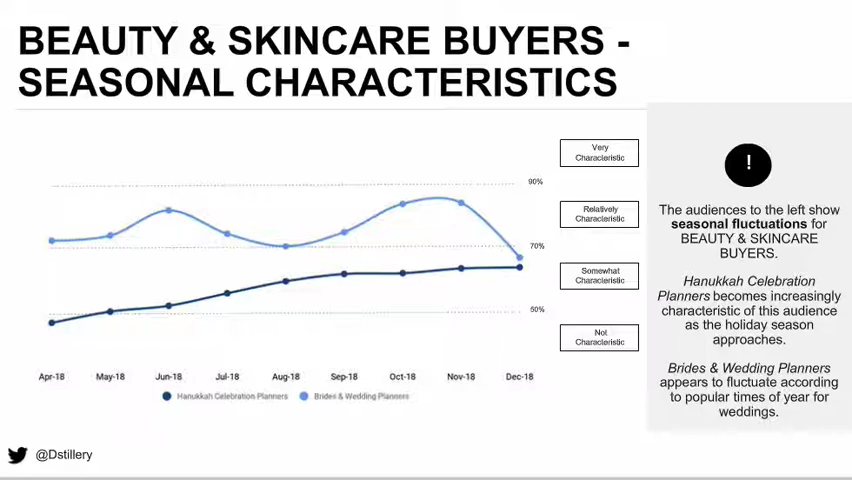 BEAUTY & SKINCARE BUYERS -
SEASONAL CHARACTERISTICS
Very
Characteristic
90%
Relatively
Characteristic
70%
Somewhat
Characteristic
50%
Not
Characteristic
Apr-18 May-18 Jun-18 Jul-18 Aug-18 Sep-18 Oct-18 Nov-18 Dec-18
Hanukkah Celebration Planners Brides & Wedding Planners
!
The audiences to the left show
seasonal fluctuations for
BEAUTY & SKINCARE
BUYERS.
Hanukkah Celebration
Planners becomes increasingly
characteristic of this audience
as the holiday season
approaches.
Brides & Wedding Planners
appears to fluctuate according
to popular times of year for
weddings.
@Dstillery